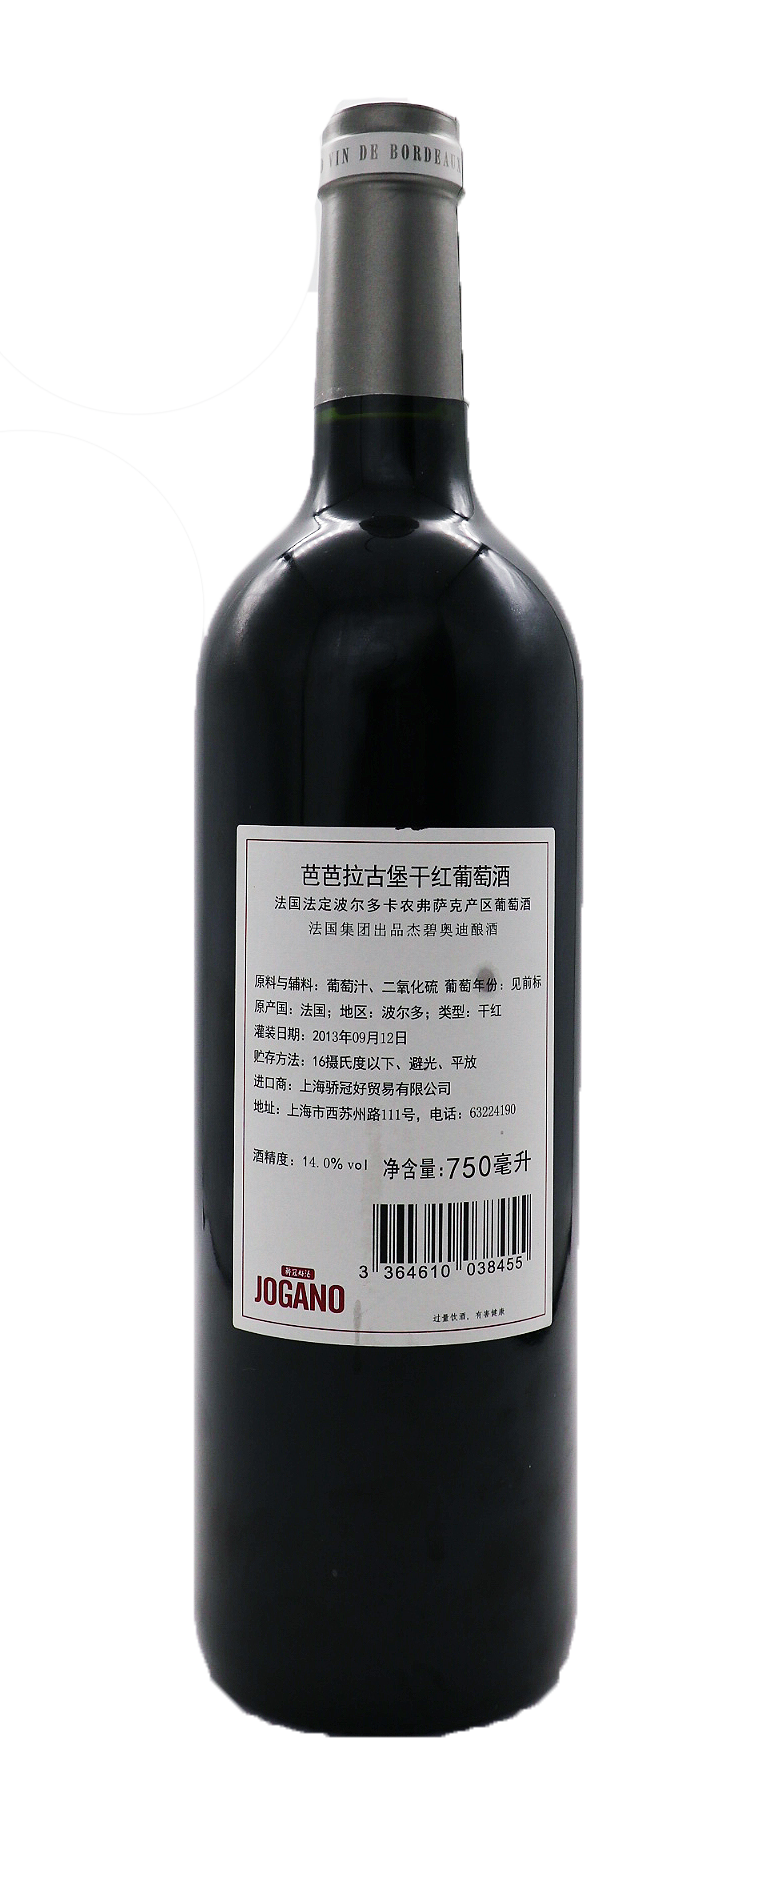 VIN DE BORDEAUX
芭芭拉古堡干红葡萄酒
法国法定波尔多卡农弗萨克产区葡萄酒
法国集团出品杰碧奥迪酿酒
原料与辅料：葡萄汁、二氧化硫 葡萄年份：见前标
原产国：法国；地区：波尔多；类型：干红
灌装日期：2013年09月12日
贮存方法：16摄氏度以下、避光、平放
进口商：上海骄冠好贸易有限公司
地址：上海市西苏州路111号，电话：63224190
酒精度：14.0%vol 净含量:750毫升
3 364610 038455
JOGANO
过量饮酒，有害健康